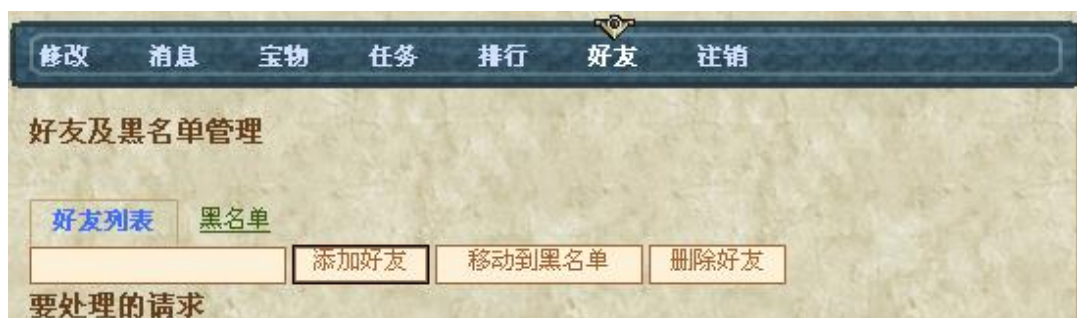 修改 消息 宝物 任务 排行 好友 注销
好友及黑名单管理
好友列表 黑名单
添加好友 移动到黑名单 删除好友
要处理的请求